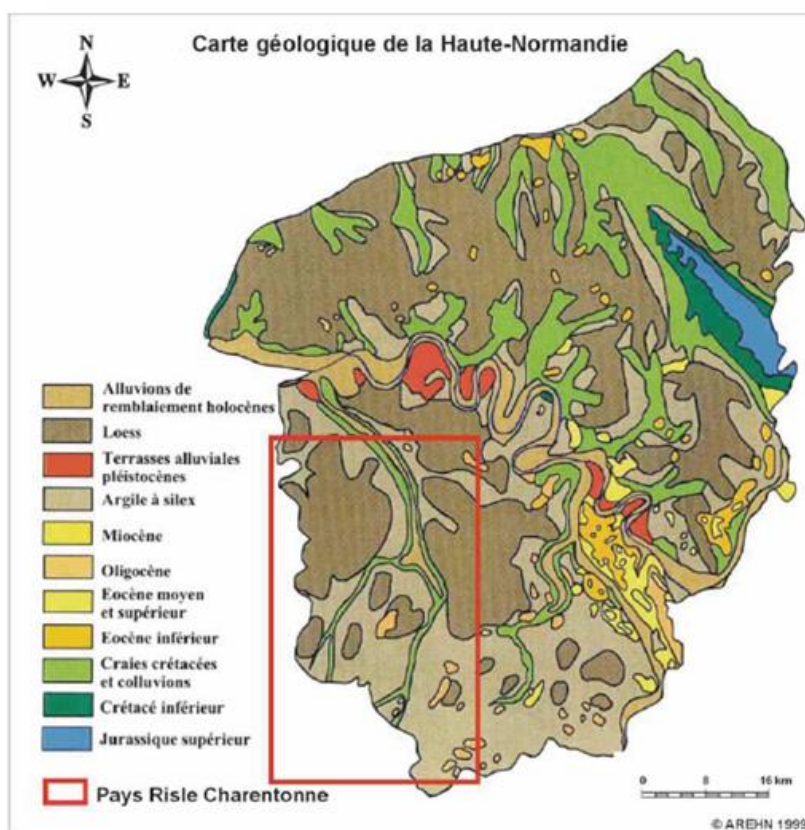 Carte géologique de la Haute-Normandie
N
W E
S
Alluvions de
remblaiement holocènes
Loess
Terrasses alluviales
pléistocènes
Argile à silex
Miocène
Oligocène
Eocène moyen
et supérieur
Eocène inférieur
Craies crétacées
et colluvions
Crétacé inférieur
Jurassique supérieur
Pays Risle Charentonne
0 8 16 km
© AREHN 1999